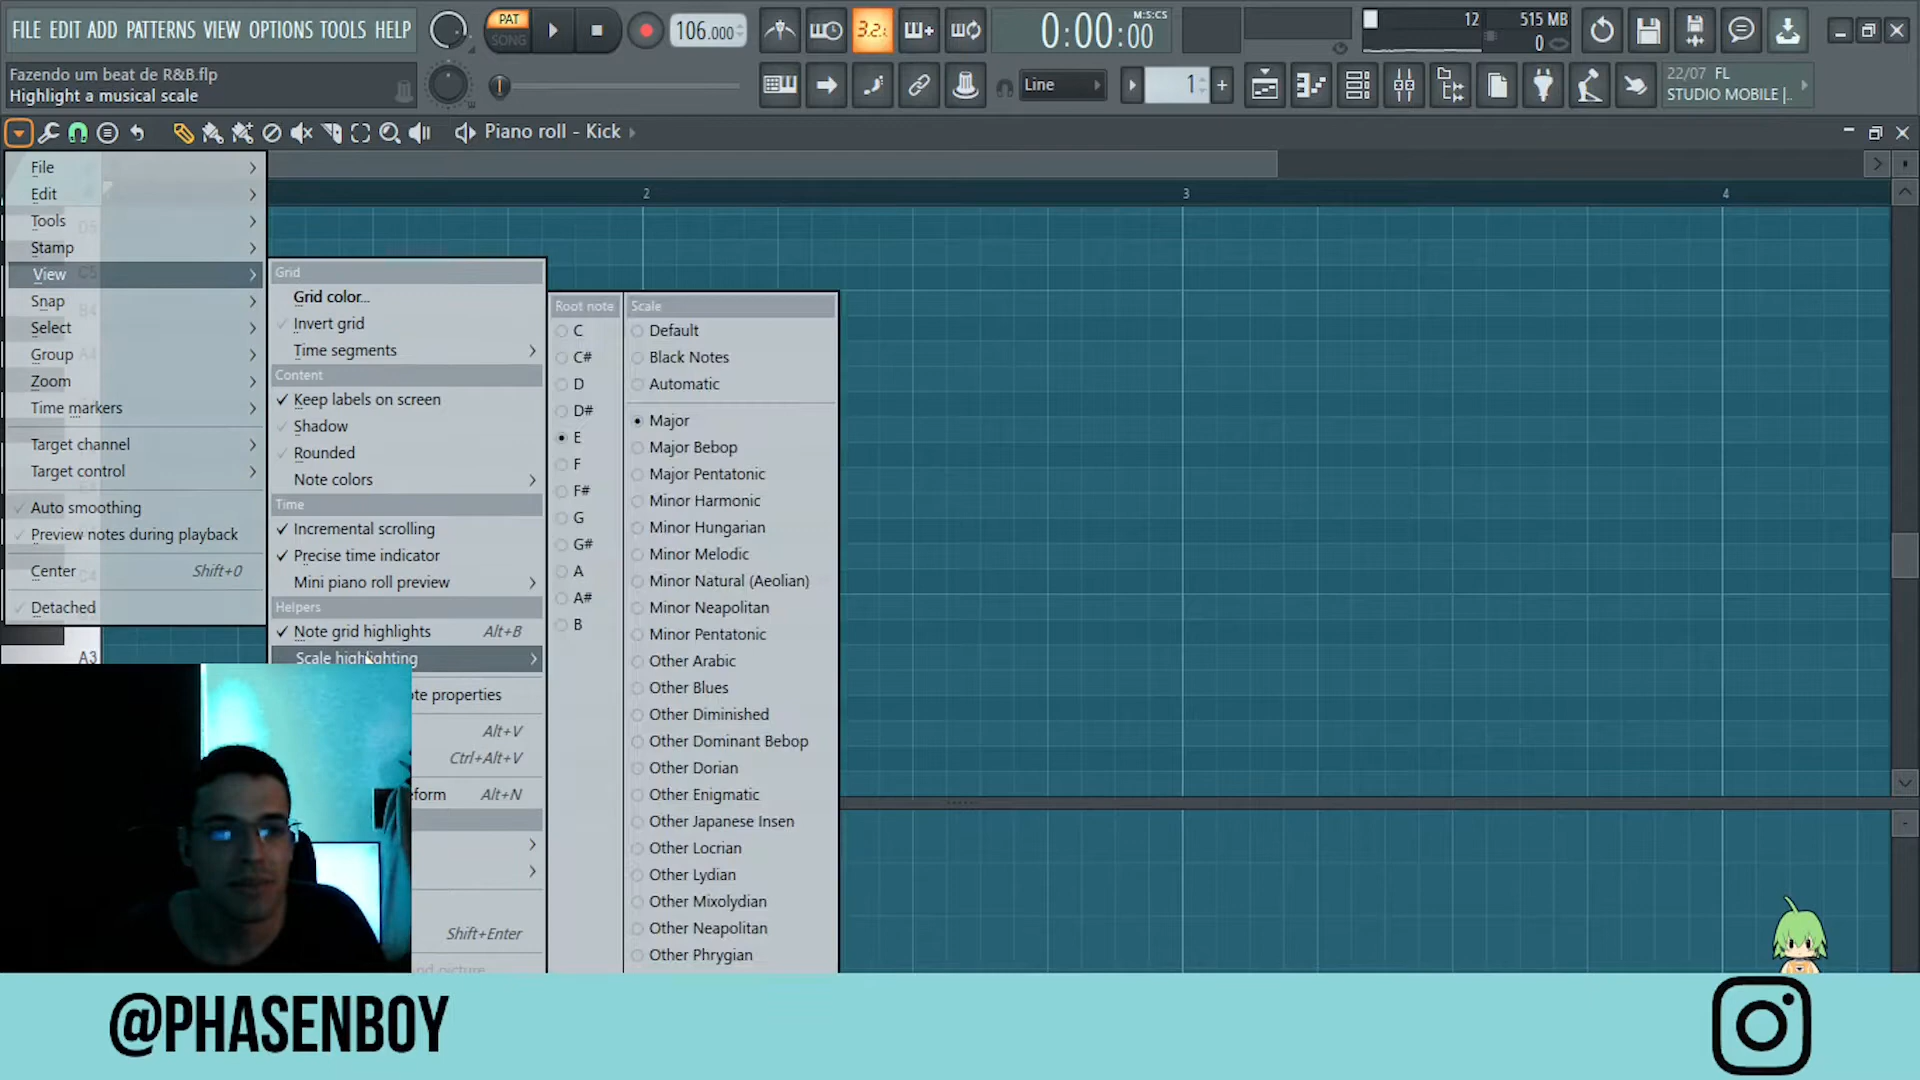 FILE EDIT ADD PATTERNS VIEW OPTIONS TOOLS HELP
PAT
SONG
106.000
3.2.
0:00:00
M:S:CS
12
515 MB
0
Fazendo um beat de R&B.flp
Highlight a musical scale
Line
1
22/07 FL
STUDIO MOBILE |..
Piano roll - Kick
2
3
4
File
Edit
Tools
Stamp
View
Snap
Select
Group
Zoom
Time markers
Target channel
Target control
Auto smoothing
Preview notes during playback
Center Shift+0
Detached
D5
C5
B4
A4
C4
A3
Grid
Grid color...
Invert grid
Time segments
Content
Keep labels on screen
Shadow
Rounded
Note colors
Time
Incremental scrolling
Precise time indicator
Mini piano roll preview
Helpers
Note grid highlights Alt+B
Scale highlighting
properties
Alt+V
Ctrl+Alt+V
Alt+N
Shift+Enter
Root note
C
C#
D
D#
E
F
F#
G
G#
A
A#
B
Scale
Default
Black Notes
Automatic
Major
Major Bebop
Major Pentatonic
Minor Harmonic
Minor Hungarian
Minor Melodic
Minor Natural (Aeolian)
Minor Neapolitan
Minor Pentatonic
Other Arabic
Other Blues
Other Diminished
Other Dominant Bebop
Other Dorian
Other Enigmatic
Other Japanese Insen
Other Locrian
Other Lydian
Other Mixolydian
Other Neapolitan
Other Phrygian
@PHASENBOY